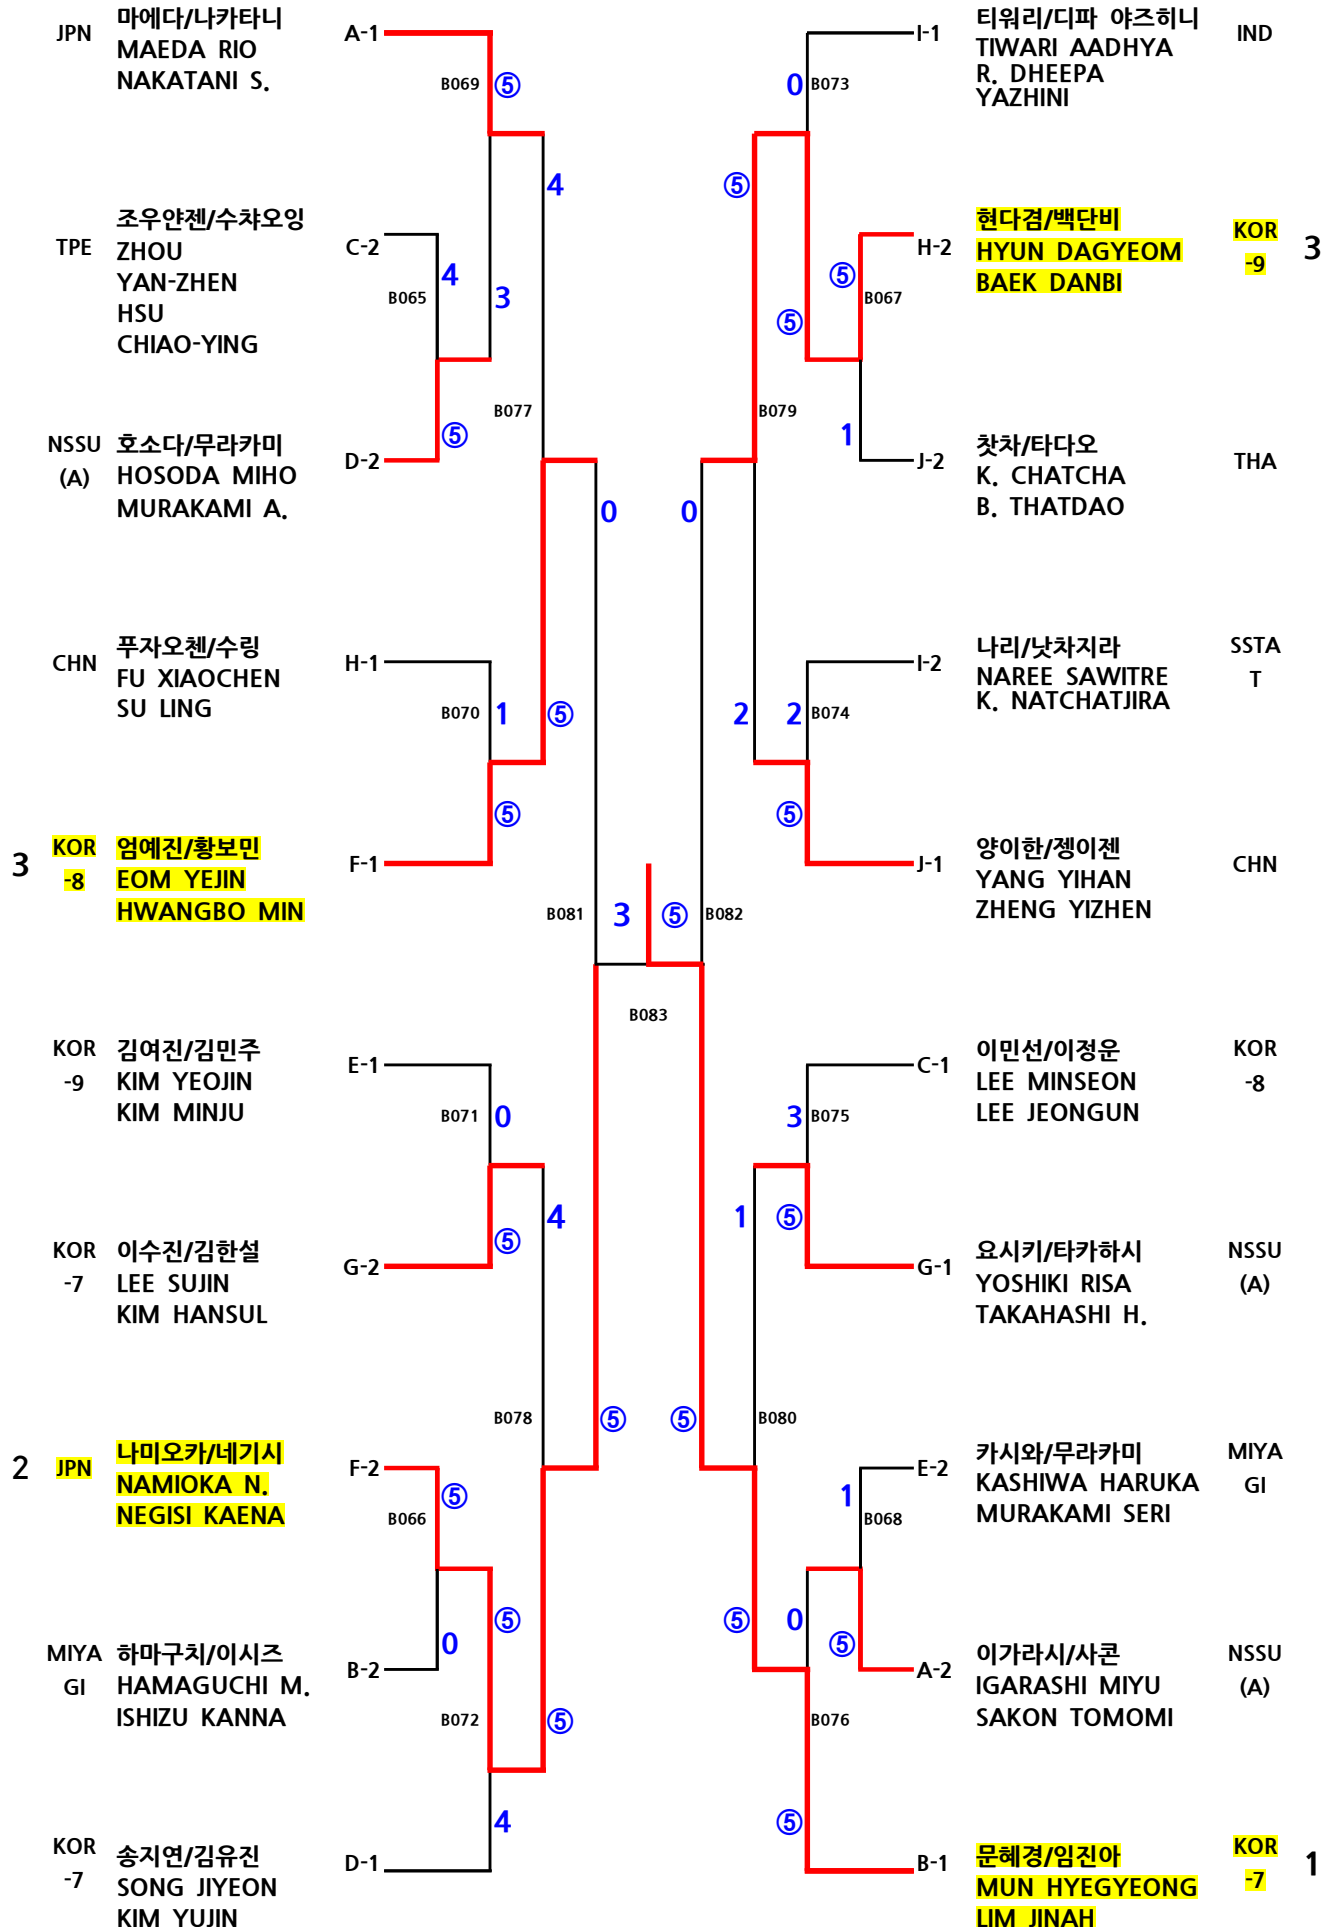 JPN 마에다/나카타니 A-1
MAEDA RIO
NAKATANI S.
B069 ⑤
4
TPE 조우얀젠/수챠오잉 C-2
ZHOU
YAN-ZHEN
HSU
CHIAO-YING
B065 4 3
NSSU (A) 호소다/무라카미 D-2
HOSODA MIHO
MURAKAMI A.
⑤
B077
0
CHN 푸자오첸/수링 H-1
FU XIAOCHEN
SU LING
B070 1 ⑤
3 KOR -8 엄예진/황보민 F-1
EOM YEJIN
HWANGBO MIN
⑤
B081 3 ⑤ B082
B083
KOR -9 김여진/김민주 E-1
KIM YEOJIN
KIM MINJU
B071 0
KOR -7 이수진/김한설 G-2
LEE SUJIN
KIM HANSUL
⑤ 4
B078 ⑤
2 JPN 나미오카/네기시 F-2
NAMIOKA N.
NEGISI KAENA
B066 ⑤
MIYA GI 하마구치/이시즈 B-2
HAMAGUCHI M.
ISHIZU KANNA
0 ⑤
B072 ⑤
KOR -7 송지연/김유진 D-1
SONG JIYEON
KIM YUJIN
4
I-1 티워리/디파 야즈히니 IND
TIWARI AADHYA
R. DHEEPA
YAZHINI
0 B073
⑤
H-2 현다겸/백단비 KOR -9 3
HYUN DAGYEOM
BAEK DANBI
⑤ B067
⑤
B079 1
J-2 찻차/타다오 THA
K. CHATCHA
B. THATDAO
0
I-2 나리/낫차지라 SSTA T
NAREE SAWITRE
K. NATCHATJIRA
2 2 B074
⑤
J-1 양이한/젱이젠 CHN
YANG YIHAN
ZHENG YIZHEN
C-1 이민선/이정운 KOR -8
LEE MINSEON
LEE JEONGUN
3 B075
1 ⑤
G-1 요시키/타카하시 NSSU (A)
YOSHIKI RISA
TAKAHASHI H.
⑤ B080
E-2 카시와/무라카미 MIYA GI
KASHIWA HARUKA
MURAKAMI SERI
1 B068
⑤ 0 ⑤
A-2 이가라시/사콘 NSSU (A)
IGARASHI MIYU
SAKON TOMOMI
B076
⑤
B-1 문혜경/임진아 KOR -7 1
MUN HYEGYEONG
LIM JINAH